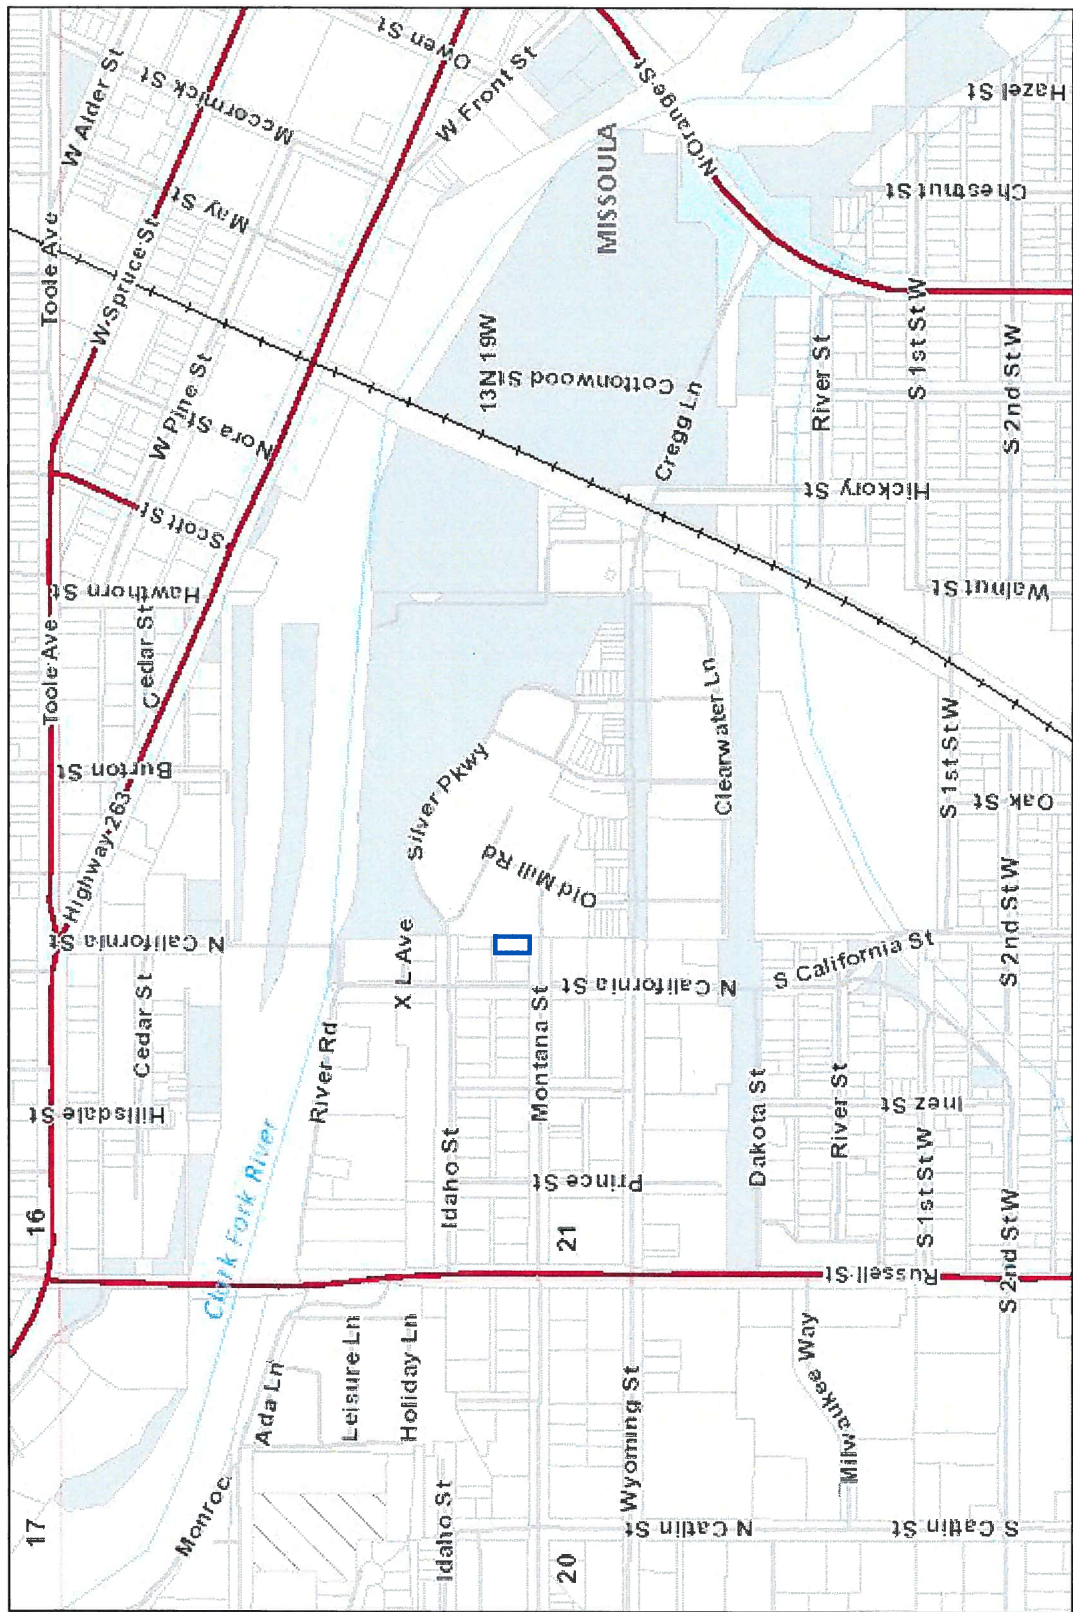 17
16
Toole Ave
Toole Ave
Hillsdale St
N California St
Highway 263
Burton St
Hawthorn St
Scott St
Cedar St
Cedar St
W Spruce St
W Alder St
Mccormick St
May St
W Pine St
Nora St
Owen St
W Front St
N Orange St
Hazel St
Clark Fork River
River Rd
X L Ave
Monroc
Ada Ln
Leisure Ln
Holiday Ln
Idaho St
Idaho St
Silver Pkwy
Old Mill Rd
13N 19W
Cottonwood St
MISSOULA
Cregg Ln
Chestnut St
Montana St
N California St
Prince St
21
20
Wyoming St
N Catlin St
Clearwater Ln
Hickory St
River St
S 1st St W
S 2nd St W
Walnut St
Dakota St
S California St
River St
Inez St
S 1st St W
S 1st St W
Oak St
Russell St
Milwaukee Way
S Catlin St
S 2nd St W
S 2nd St W
S 2nd St W